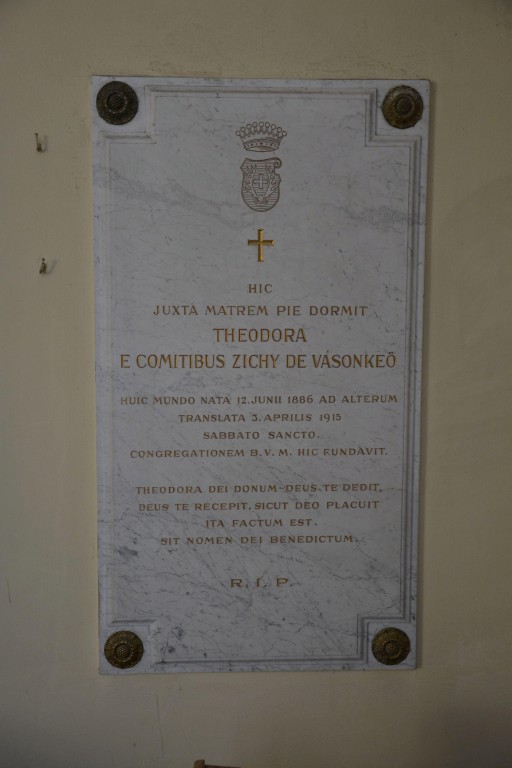 HIC
JUXTA MATREM PIE DORMIT
THEODORA
E COMITIBUS ZICHY DE VÁSONKEÖ
HUIC MUNDO NATA 12. JUNII 1886 AD ALTERUM
TRANSLATA 3. APRILIS 1915
SABBATO SANCTO.
CONGREGATIONEM B. V. M. HIC FUNDAVIT.
THEODORA DEI DONUM - DEUS TE DEDIT,
DEUS TE RECEPIT. SICUT DEO PLACUIT
ITA FACTUM EST.
SIT NOMEN DEI BENEDICTUM.
R. I. P.